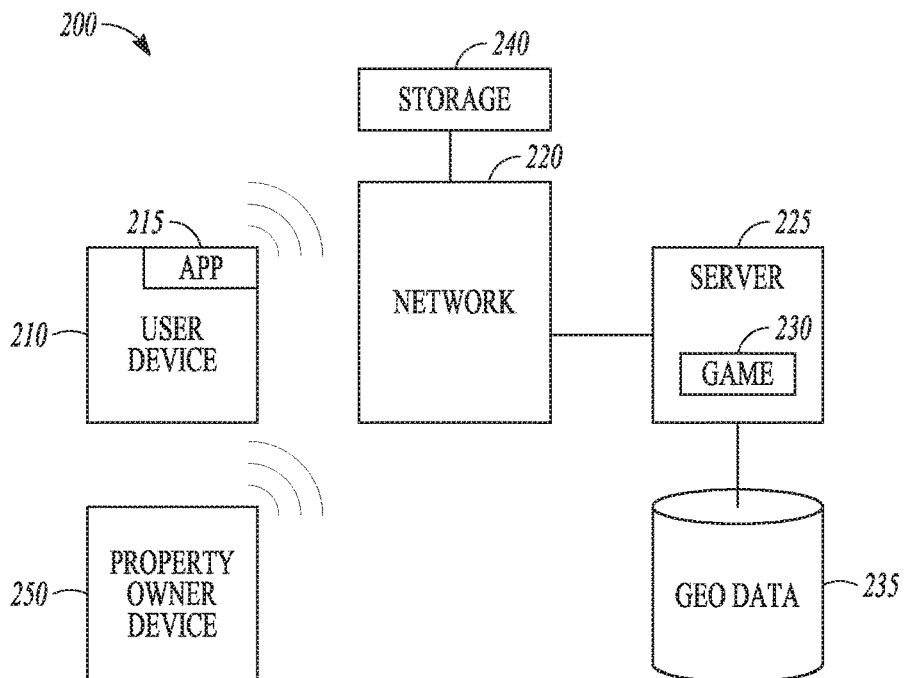 200
240
STORAGE
220
215
APP
225
SERVER
210
USER
DEVICE
NETWORK
230
GAME
250
PROPERTY
OWNER
DEVICE
GEO DATA
235